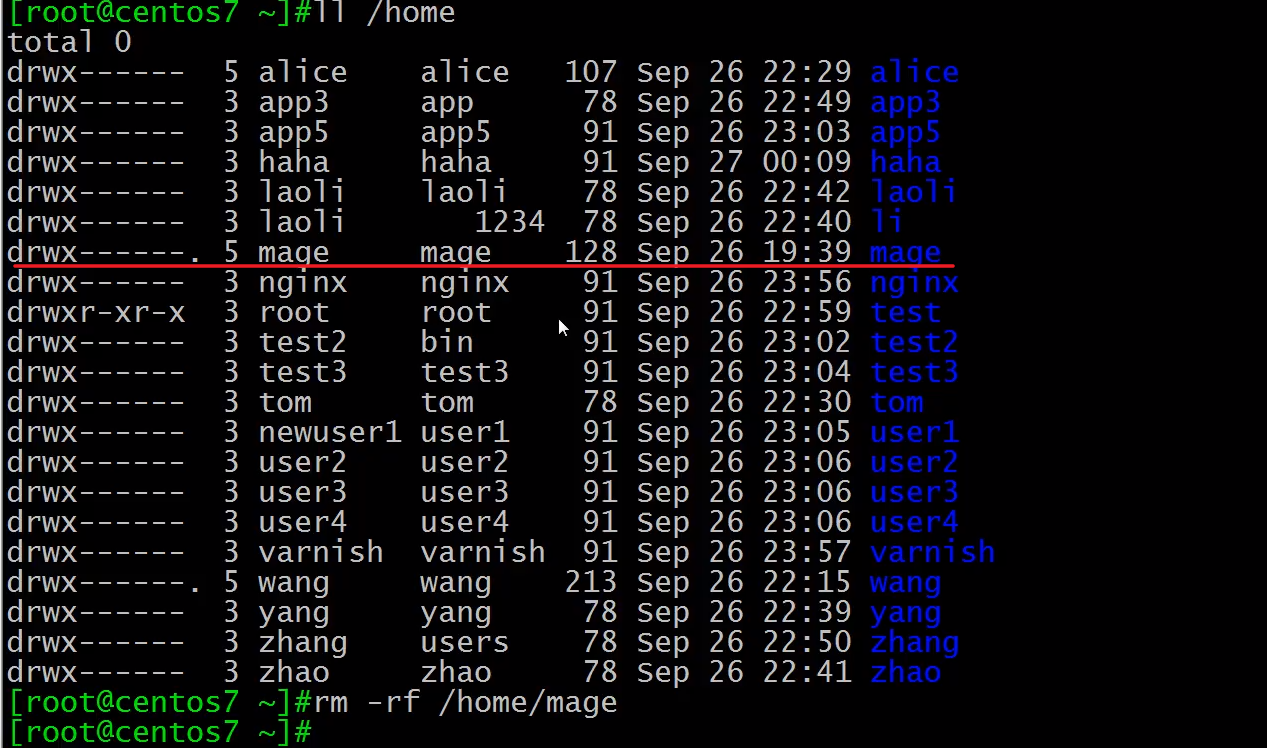 [root@centos7 ~]#ll /home
total 0
drwx------  5 alice    alice   107 Sep 26 22:29 alice
drwx------  3 app3     app      78 Sep 26 22:49 app3
drwx------  3 app5     app5     91 Sep 26 23:03 app5
drwx------  3 haha     haha     91 Sep 27 00:09 haha
drwx------  3 laoli    laoli    78 Sep 26 22:42 laoli
drwx------  3 laoli       1234  78 Sep 26 22:40 li
drwx------. 5 mage     mage    128 Sep 26 19:39 mage
drwx------  3 nginx    nginx    91 Sep 26 23:56 nginx
drwxr-xr-x  3 root     root     91 Sep 26 22:59 test
drwx------  3 test2    bin      91 Sep 26 23:02 test2
drwx------  3 test3    test3    91 Sep 26 23:04 test3
drwx------  3 tom      tom      78 Sep 26 22:30 tom
drwx------  3 newuser1 user1    91 Sep 26 23:05 user1
drwx------  3 user2    user2    91 Sep 26 23:06 user2
drwx------  3 user3    user3    91 Sep 26 23:06 user3
drwx------  3 user4    user4    91 Sep 26 23:06 user4
drwx------  3 varnish  varnish  91 Sep 26 23:57 varnish
drwx------. 5 wang     wang    213 Sep 26 22:15 wang
drwx------  3 yang     yang     78 Sep 26 22:39 yang
drwx------  3 zhang    users    78 Sep 26 22:50 zhang
drwx------  3 zhao     zhao     78 Sep 26 22:41 zhao
[root@centos7 ~]#rm -rf /home/mage
[root@centos7 ~]#